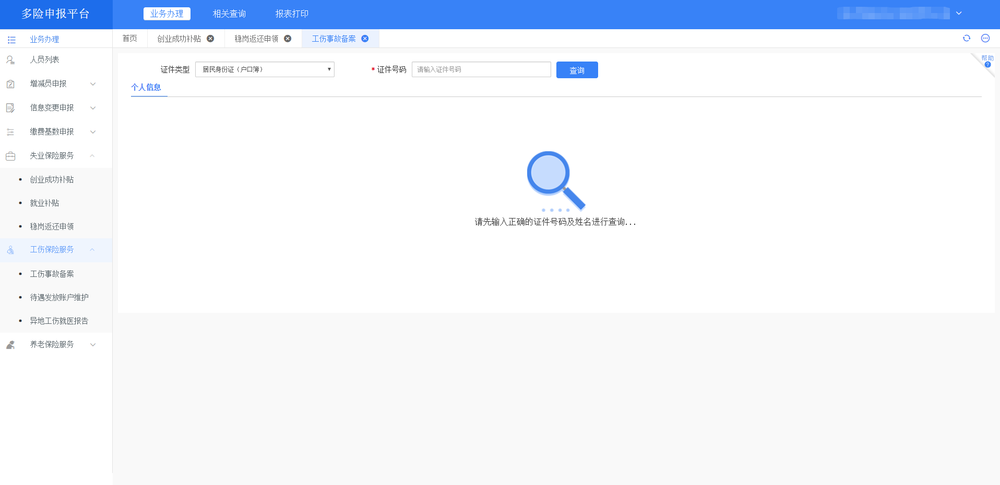 多险申报平台
业务办理 相关查询 报表打印
业务办理
首页 创业成功补贴 稳岗返还申领 工伤事故备案
人员列表
增减员申报
信息变更申报
缴费基数申报
失业保险服务
创业成功补贴
就业补贴
稳岗返还申领
工伤保险服务
工伤事故备案
待遇发放账户维护
异地工伤就医报告
养老保险服务
帮助
证件类型 居民身份证（户口簿） * 证件号码 请输入证件号码 查询
个人信息
请先输入正确的证件号码及姓名进行查询...